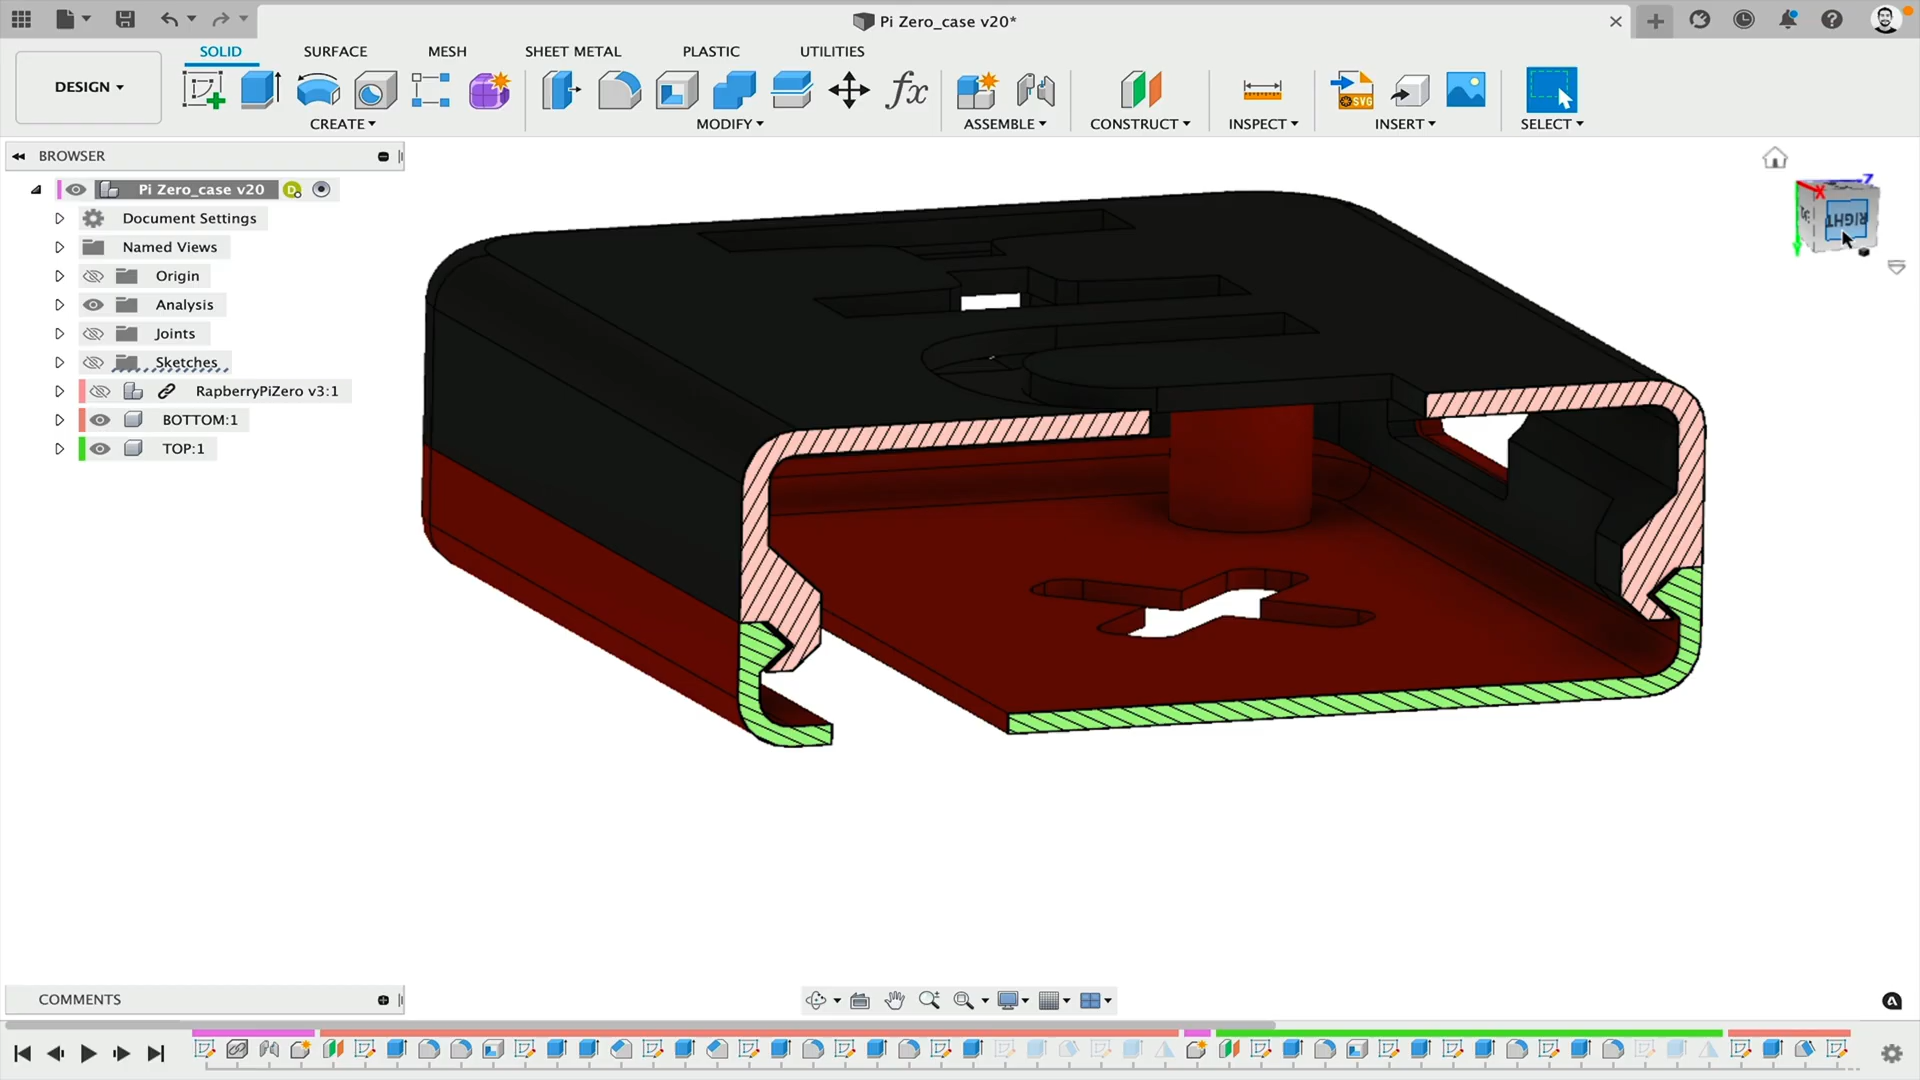 Pi Zero_case v20*
SOLID SURFACE MESH SHEET METAL PLASTIC UTILITIES
DESIGN
fx
SVG
CREATE MODIFY ASSEMBLE CONSTRUCT INSPECT INSERT SELECT
BROWSER
Pi Zero_case v20
D
Document Settings
Named Views
Origin
Analysis
Joints
Sketches
RapberryPiZero v3:1
BOTTOM:1
TOP:1
Z
X
RIGHT
COMMENTS